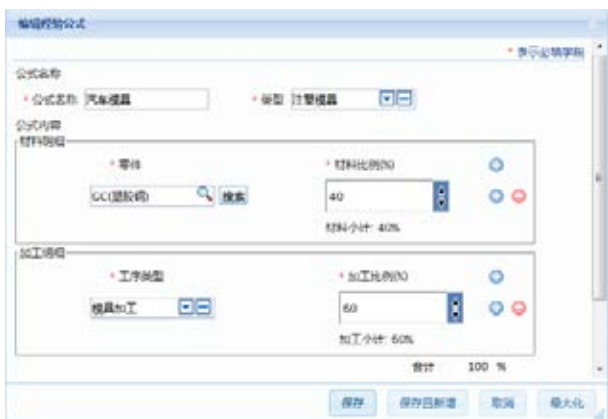 编辑经验公式
* 表示必填字段
公式名称
* 公式名称 汽车模具 * 类型 注塑模具
公式内容
材料明细
* 零件 * 材料比例(%)
GC(塑胶钢) 搜索 40
材料小计: 40%
加工明细
* 工序类型 * 加工比例(%)
模具加工 60
加工小计: 60%
合计 100 %
保存 保存且新增 取消 最大化